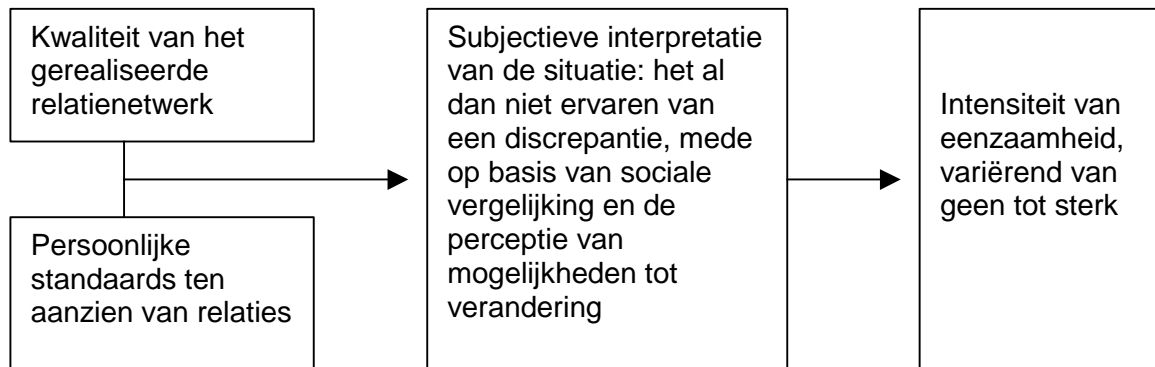 Kwaliteit van het
gerealiseerde
relatienetwerk
Persoonlijke
standaards ten
aanzien van relaties
Subjectieve interpretatie
van de situatie: het al
dan niet ervaren van
een discrepantie, mede
op basis van sociale
vergelijking en de
perceptie van
mogelijkheden tot
verandering
Intensiteit van
eenzaamheid,
variërend van
geen tot sterk